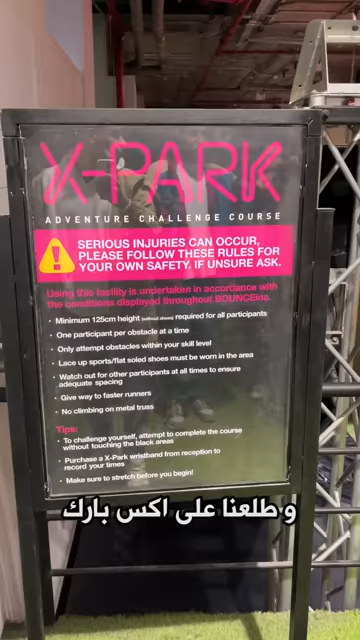 X-PARK
ADVENTURE CHALLENGE COURSE
SERIOUS INJURIES CAN OCCUR,
PLEASE FOLLOW THESE RULES FOR
YOUR OWN SAFETY. IF UNSURE ASK.
Using this facility is undertaken in accordance with
the conditions displayed throughout BOUNCEinc.
• Minimum 125cm height (without shoes) required for all participants
• One participant per obstacle at a time
• Only attempt obstacles within your skill level
• Lace up sports/flat soled shoes must be worn in the area
• Watch out for other participants at all times to ensure
adequate spacing
• Give way to faster runners
• No climbing on metal truss
Tips:
• To challenge yourself, attempt to complete the course
without touching the black areas
• Purchase a X-Park wristband from reception to
record your times
• Make sure to stretch before you begin!
و طلعنا على اكس بارك